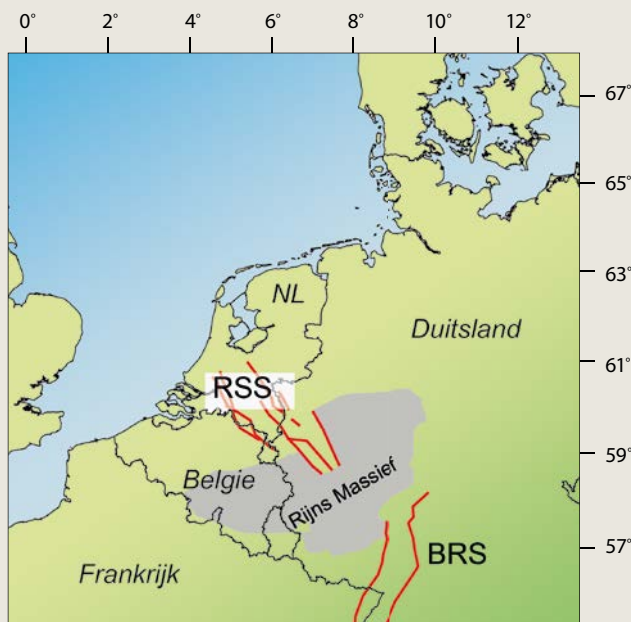 0° 2° 4° 6° 8° 10° 12°
67°
65°
63°
NL
Duitsland
61°
RSS
59°
Belgie
Rijns Massief
57°
BRS
Frankrijk